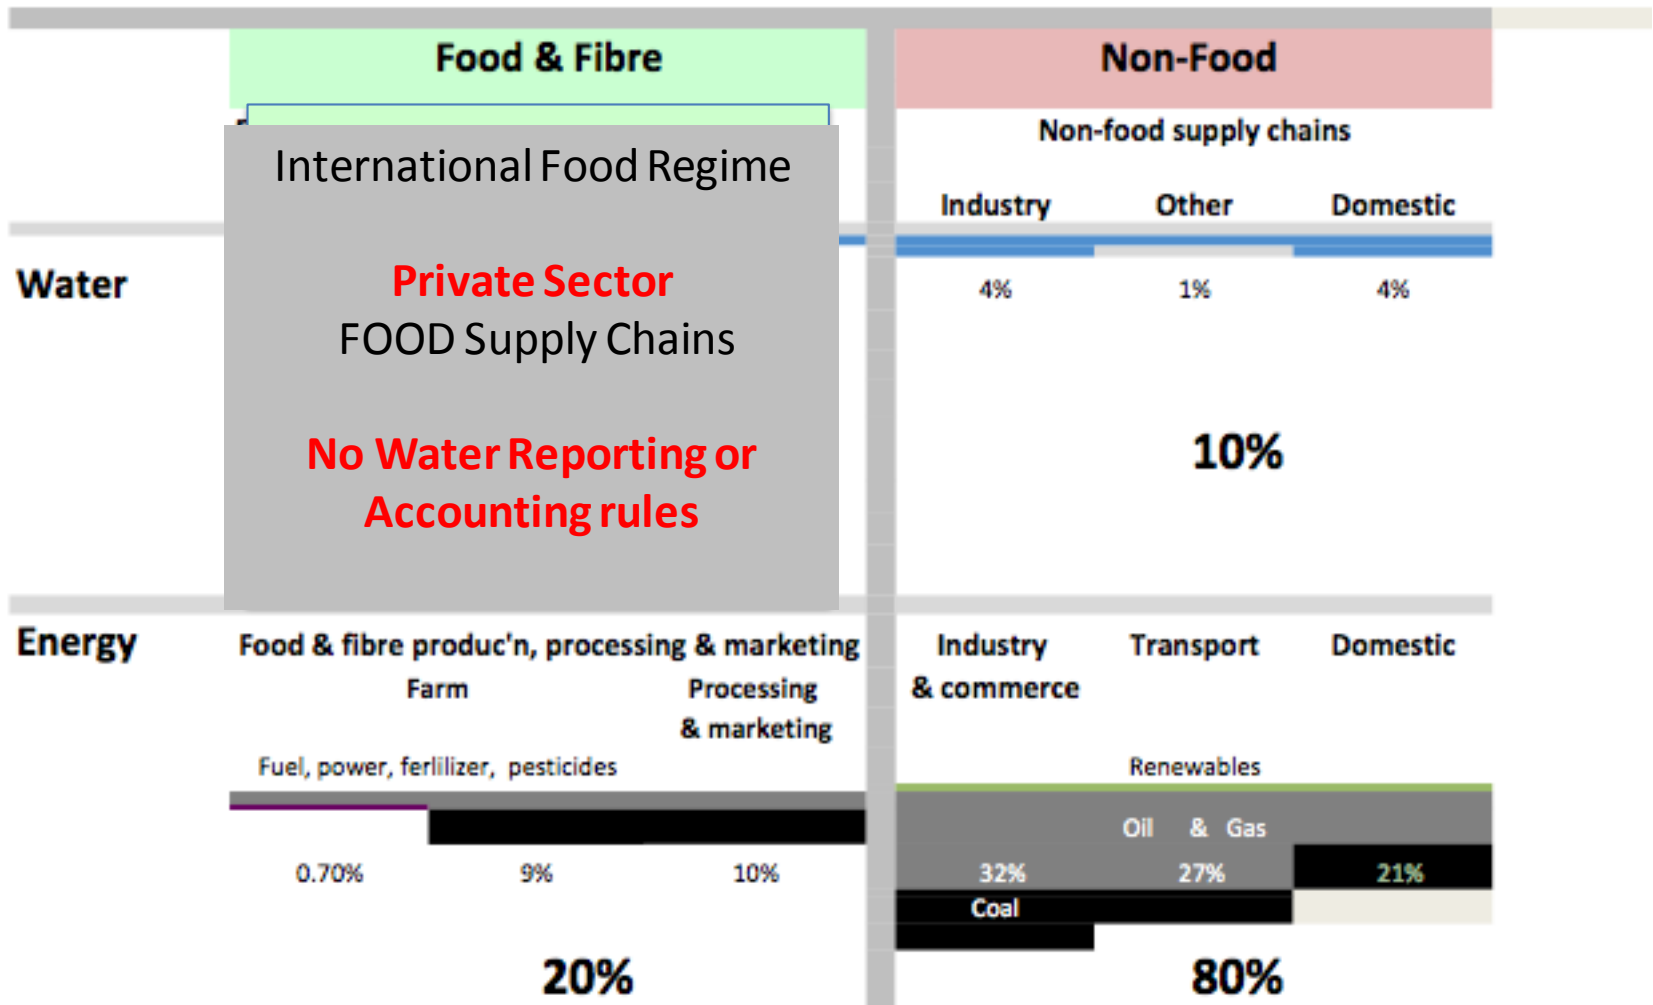 Food & Fibre
Non-Food
International Food Regime
Private Sector
FOOD Supply Chains
No Water Reporting or
Accounting rules
Non-food supply chains
Industry Other Domestic
Water
4% 1% 4%
10%
Energy
Food & fibre produc'n, processing & marketing
Farm Processing
& marketing
Fuel, power, ferlilizer, pesticides
0.70% 9% 10%
20%
Industry Transport Domestic
& commerce
Renewables
Oil & Gas
32% 27% 21%
Coal
80%